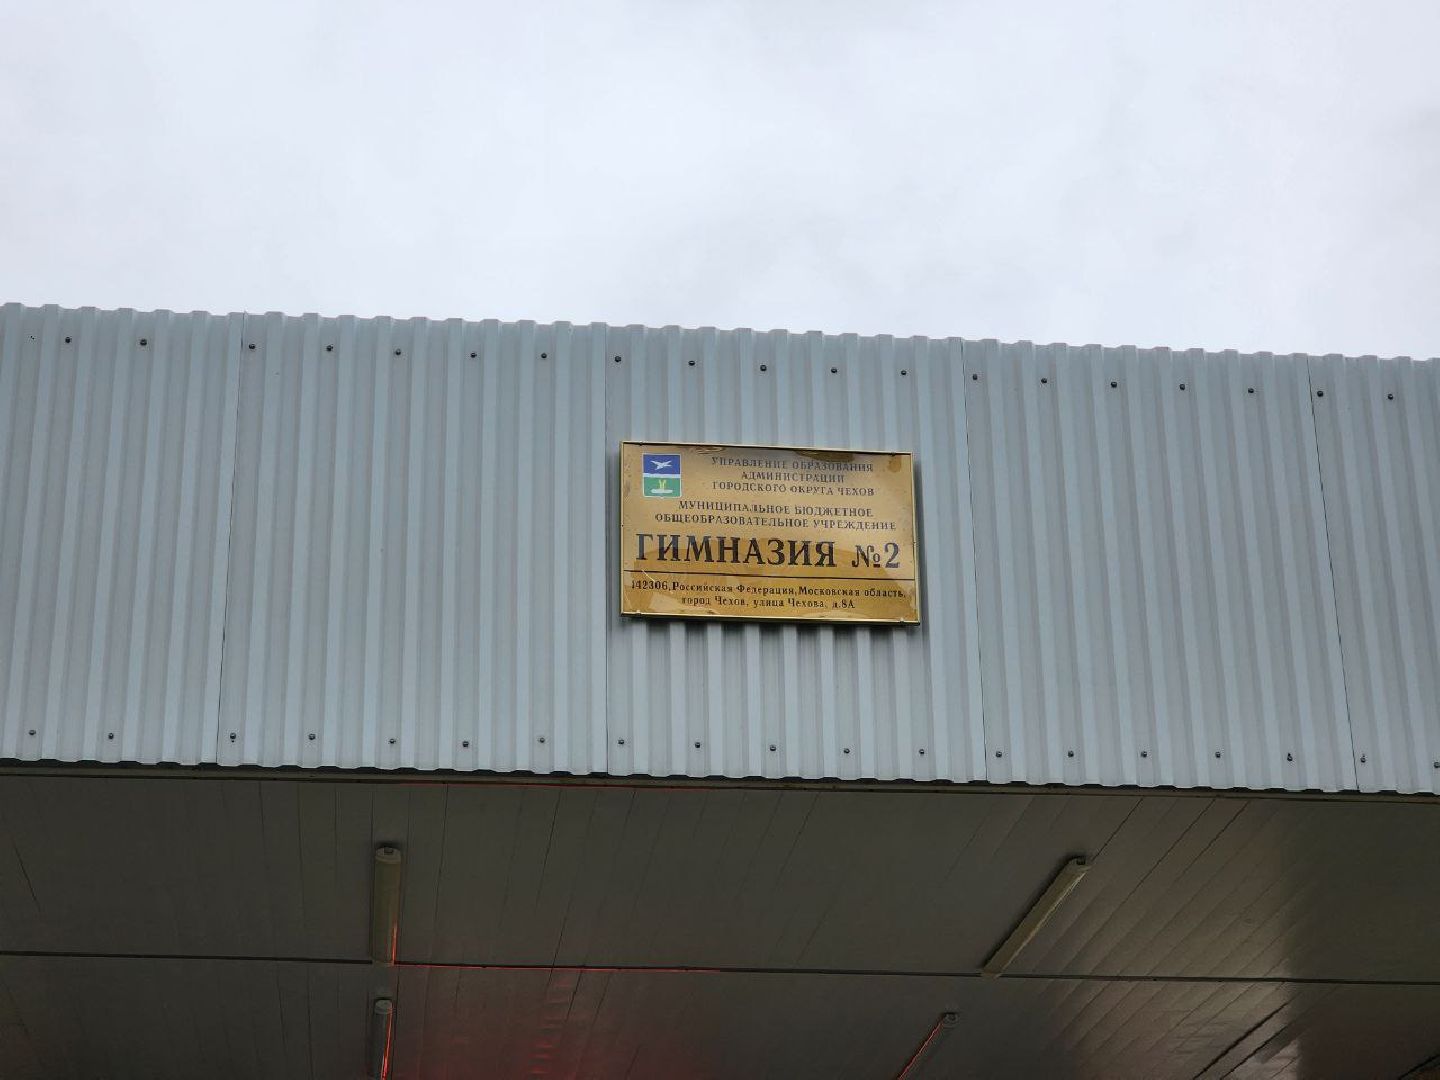 УПРАВЛЕНИЕ ОБРАЗОВАНИЯ
АДМИНИСТРАЦИИ
ГОРОДСКОГО ОКРУГА ЧЕХОВ
МУНИЦИПАЛЬНОЕ БЮДЖЕТНОЕ
ОБЩЕОБРАЗОВАТЕЛЬНОЕ УЧРЕЖДЕНИЕ
ГИМНАЗИЯ №2
142306, Российская Федерация, Московская область,
город Чехов, улица Чехова, д.8А